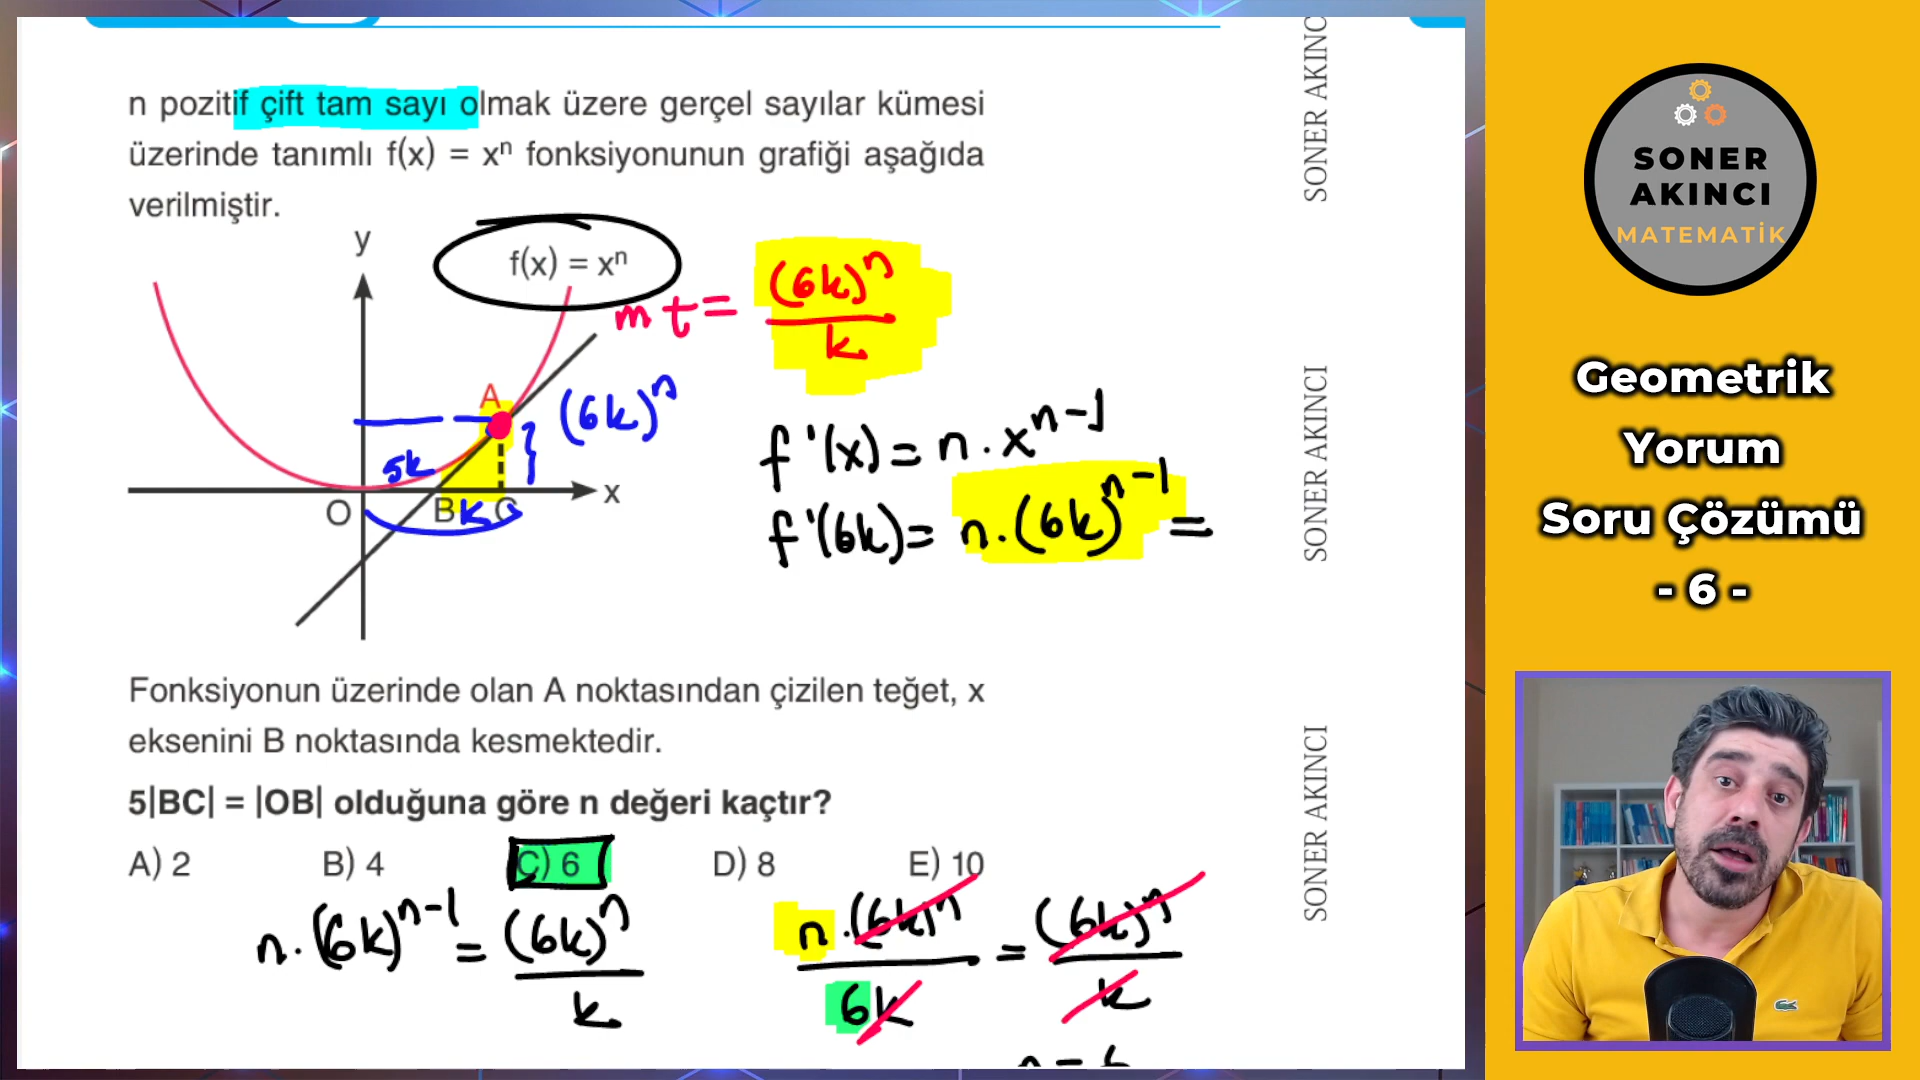 n pozitif çift tam sayı olmak üzere gerçel sayılar kümesi
üzerinde tanımlı f(x) = xⁿ fonksiyonunun grafiği aşağıda
verilmiştir.
y
f(x) = xⁿ
mt = (6k)ⁿ / k
A
(6k)ⁿ
5k
f'(x) = n . x^(n-1)
O
B
k
C
x
f'(6k) = n . (6k)^(n-1) =
Fonksiyonun üzerinde olan A noktasından çizilen teğet, x
eksenini B noktasında kesmektedir.
5|BC| = |OB| olduğuna göre n değeri kaçtır?
A) 2 B) 4 C) 6 D) 8 E) 10
n . (6k)^(n-1) = (6k)ⁿ / k
n . (6k)ⁿ / 6k = (6k)ⁿ / k
SONER AKINCI
SONER AKINCI
SONER AKINCI
SONER
AKINCI
MATEMATİK
Geometrik
Yorum
Soru Çözümü
- 6 -